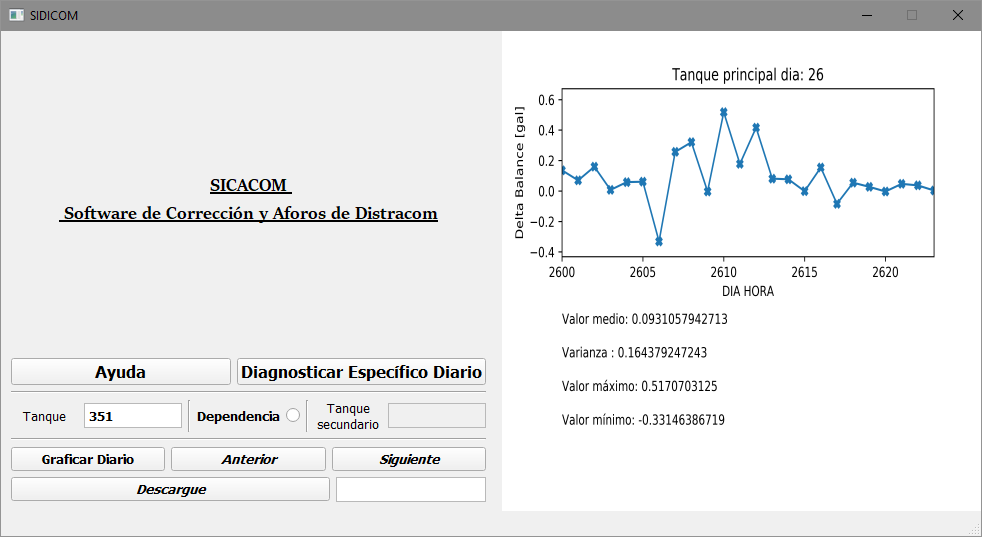 SIDICOM
SICACOM
Software de Corrección y Aforos de Distracom
Ayuda
Diagnosticar Específico Diario
Tanque
351
Dependencia
Tanque
secundario
Graficar Diario
Anterior
Siguiente
Descargue
Tanque principal dia: 26
Delta Balance [gal]
0.6
0.4
0.2
0.0
−0.2
−0.4
2600 2605 2610 2615 2620
DIA HORA
Valor medio: 0.0931057942713
Varianza : 0.164379247243
Valor máximo: 0.5170703125
Valor mínimo: -0.33146386719